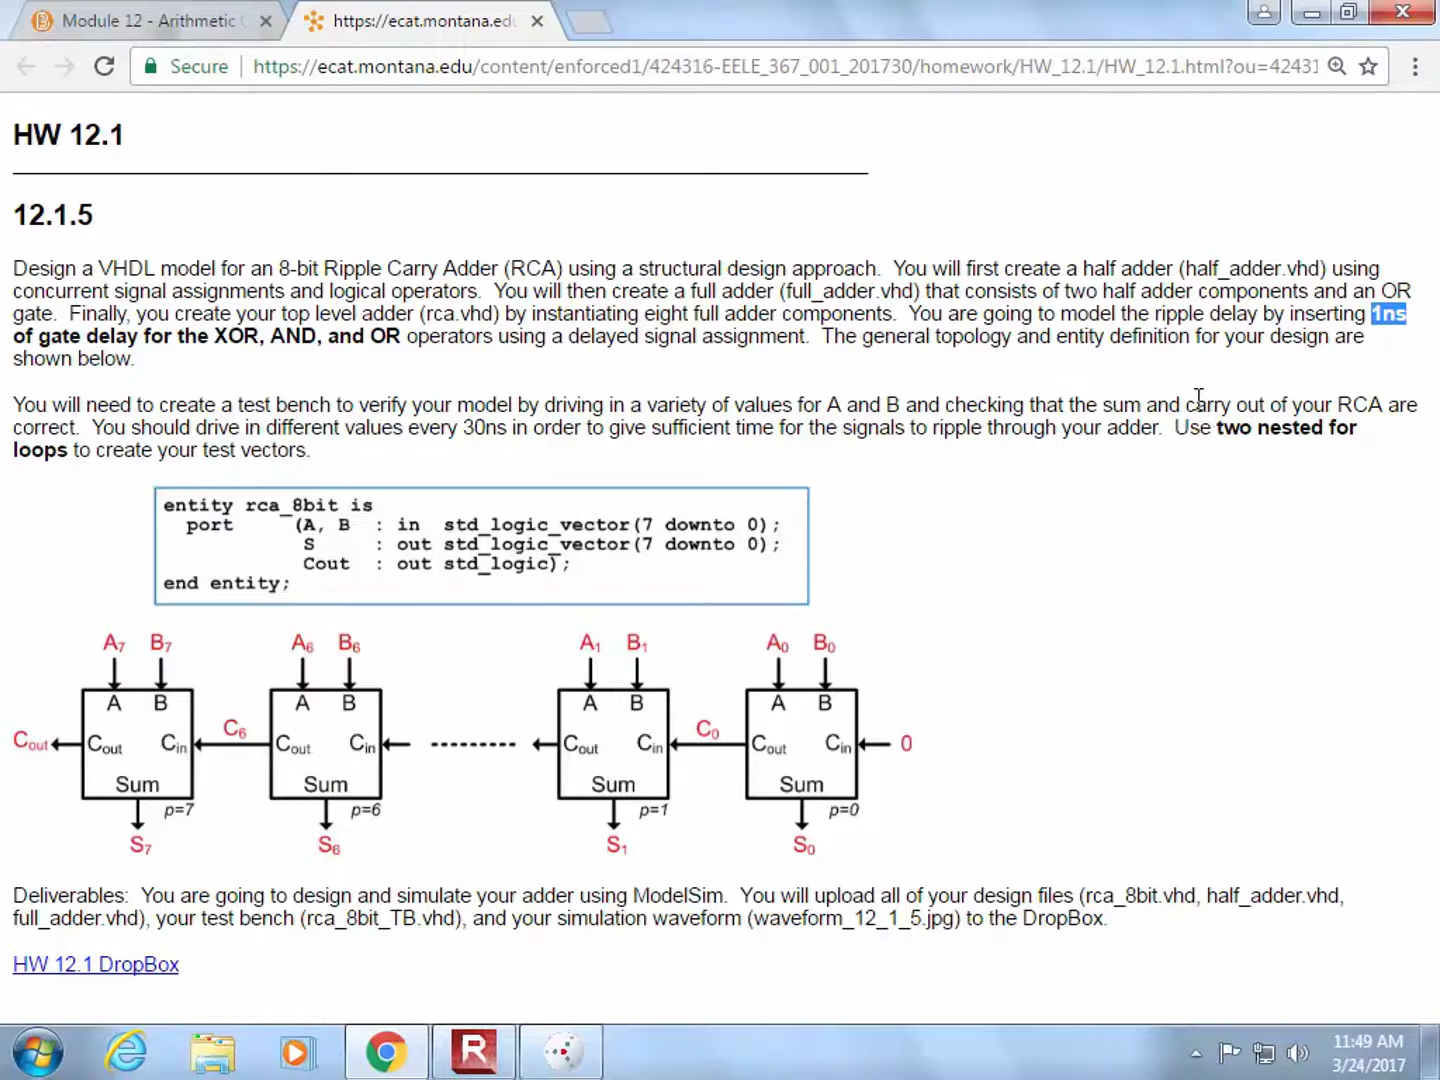 Module 12 - Arithmetic
https://ecat.montana.edu
Secure https://ecat.montana.edu/content/enforced1/424316-EELE_367_001_201730/homework/HW_12.1/HW_12.1.html?ou=42431
HW 12.1
12.1.5
Design a VHDL model for an 8-bit Ripple Carry Adder (RCA) using a structural design approach. You will first create a half adder (half_adder.vhd) using
concurrent signal assignments and logical operators. You will then create a full adder (full_adder.vhd) that consists of two half adder components and an OR
gate. Finally, you create your top level adder (rca.vhd) by instantiating eight full adder components. You are going to model the ripple delay by inserting 1ns
of gate delay for the XOR, AND, and OR operators using a delayed signal assignment. The general topology and entity definition for your design are
shown below.
You will need to create a test bench to verify your model by driving in a variety of values for A and B and checking that the sum and carry out of your RCA are
correct. You should drive in different values every 30ns in order to give sufficient time for the signals to ripple through your adder. Use two nested for
loops to create your test vectors.
entity rca_8bit is
port (A, B : in std_logic_vector(7 downto 0);
S : out std_logic_vector(7 downto 0);
Cout : out std_logic);
end entity;
A7 B7 A6 B6 A1 B1 A0 B0
A B A B A B A B
Cout Cout Cin C6 Cout Cin Cout Cin C0 Cout Cin 0
Sum Sum Sum Sum
p=7 p=6 p=1 p=0
S7 S6 S1 S0
Deliverables: You are going to design and simulate your adder using ModelSim. You will upload all of your design files (rca_8bit.vhd, half_adder.vhd,
full_adder.vhd), your test bench (rca_8bit_TB.vhd), and your simulation waveform (waveform_12_1_5.jpg) to the DropBox.
HW 12.1 DropBox
11:49 AM
3/24/2017